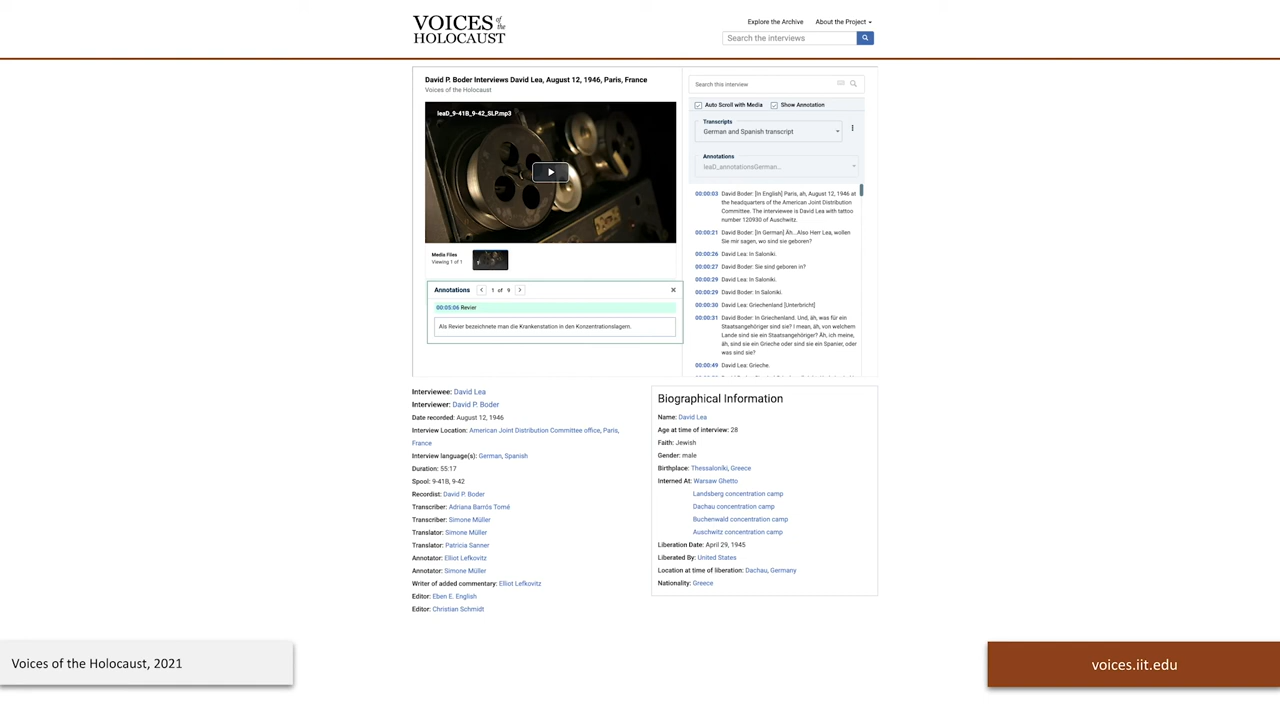 VOICES of the
HOLOCAUST
Explore the Archive
About the Project
Search the interviews
David P. Boder Interviews David Lea, August 12, 1946, Paris, France
Voices of the Holocaust
leaD_9-41B_9-42_SLP.mp3
Media Files
Viewing 1 of 1
Annotations
1 of 9
00:05:06 Revier
Als Revier bezeichnete man die Krankenstation in den Konzentrationslagern.
Search this interview
Auto Scroll with Media
Show Annotation
Transcripts
German and Spanish transcript
Annotations
leaD_annotationsGerman...
00:00:03 David Boder: [In English] Paris, äh, August 12, 1946 at
the headquarters of the American Joint Distribution
Committee. The interviewee is David Lea with tattoo
number 120930 of Auschwitz.
00:00:21 David Boder: [In German] Äh...Also Herr Lea, wollen
Sie mir sagen, wo sind sie geboren?
00:00:26 David Lea: In Saloniki.
00:00:27 David Boder: Sie sind geboren in?
00:00:29 David Lea: In Saloniki.
00:00:29 David Boder: In Saloniki.
00:00:30 David Lea: Griechenland [Unterbricht]
00:00:31 David Boder: In Griechenland. Und, äh, was für ein
Staatsangehöriger sind sie? I mean, äh, von welchem
Lande sind sie ein Staatsangehöriger? Äh, ich meine,
äh, sind sie ein Grieche oder sind sie ein Spanier, oder
was sind sie?
00:00:49 David Lea: Grieche.
Interviewee: David Lea
Interviewer: David P. Boder
Date recorded: August 12, 1946
Interview Location: American Joint Distribution Committee office, Paris,
France
Interview language(s): German, Spanish
Duration: 55:17
Spool: 9-41B, 9-42
Recordist: David P. Boder
Transcriber: Adriana Barrós Tomé
Transcriber: Simone Müller
Translator: Simone Müller
Translator: Patricia Sanner
Annotator: Elliot Lefkovitz
Annotator: Simone Müller
Writer of added commentary: Elliot Lefkovitz
Editor: Eben E. English
Editor: Christian Schmidt
Biographical Information
Name: David Lea
Age at time of interview: 28
Faith: Jewish
Gender: male
Birthplace: Thessaloníki, Greece
Interned At: Warsaw Ghetto
Landsberg concentration camp
Dachau concentration camp
Buchenwald concentration camp
Auschwitz concentration camp
Liberation Date: April 29, 1945
Liberated By: United States
Location at time of liberation: Dachau, Germany
Nationality: Greece
Voices of the Holocaust, 2021
voices.iit.edu